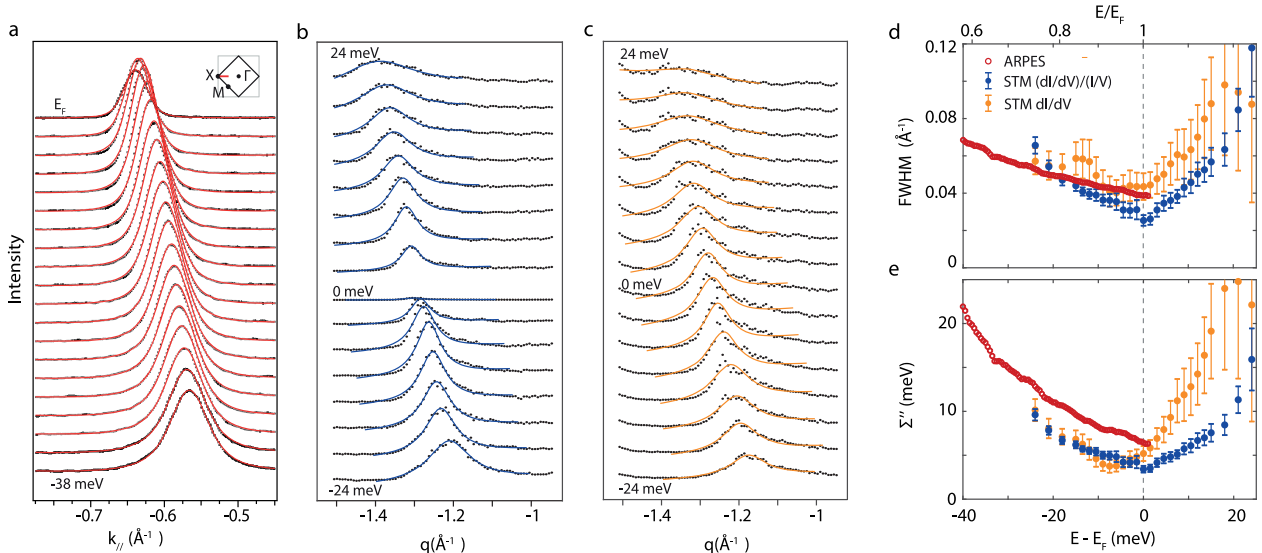 a
E_F
X
Γ
M
Intensity
-38 meV
-0.7
-0.6
-0.5
k_// (Å⁻¹)
b
24 meV
0 meV
-24 meV
-1.4
-1.2
-1
q(Å⁻¹)
c
24 meV
0 meV
-24 meV
-1.4
-1.2
-1
q(Å⁻¹)
d
E/E_F
0.6
0.8
1
0.12
0.08
0.04
0
FWHM (Å⁻¹)
ARPES
STM (dI/dV)/(I/V)
STM dI/dV
e
20
10
0
Σ'' (meV)
-40
-20
0
20
E - E_F (meV)